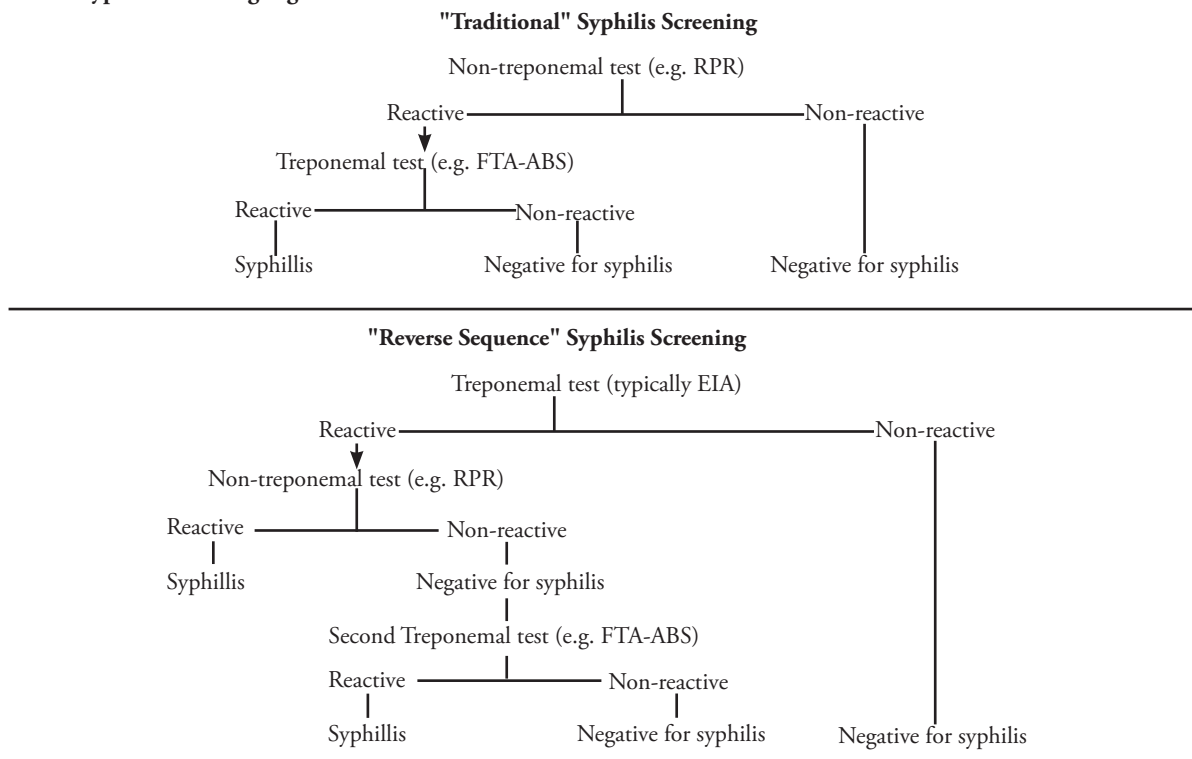 "Traditional" Syphilis Screening
Non-treponemal test (e.g. RPR)
Reactive
Non-reactive
Treponemal test (e.g. FTA-ABS)
Reactive
Non-reactive
Syphillis
Negative for syphilis
Negative for syphilis
"Reverse Sequence" Syphilis Screening
Treponemal test (typically EIA)
Reactive
Non-reactive
Non-treponemal test (e.g. RPR)
Reactive
Non-reactive
Syphillis
Negative for syphilis
Second Treponemal test (e.g. FTA-ABS)
Reactive
Non-reactive
Syphillis
Negative for syphilis
Negative for syphilis